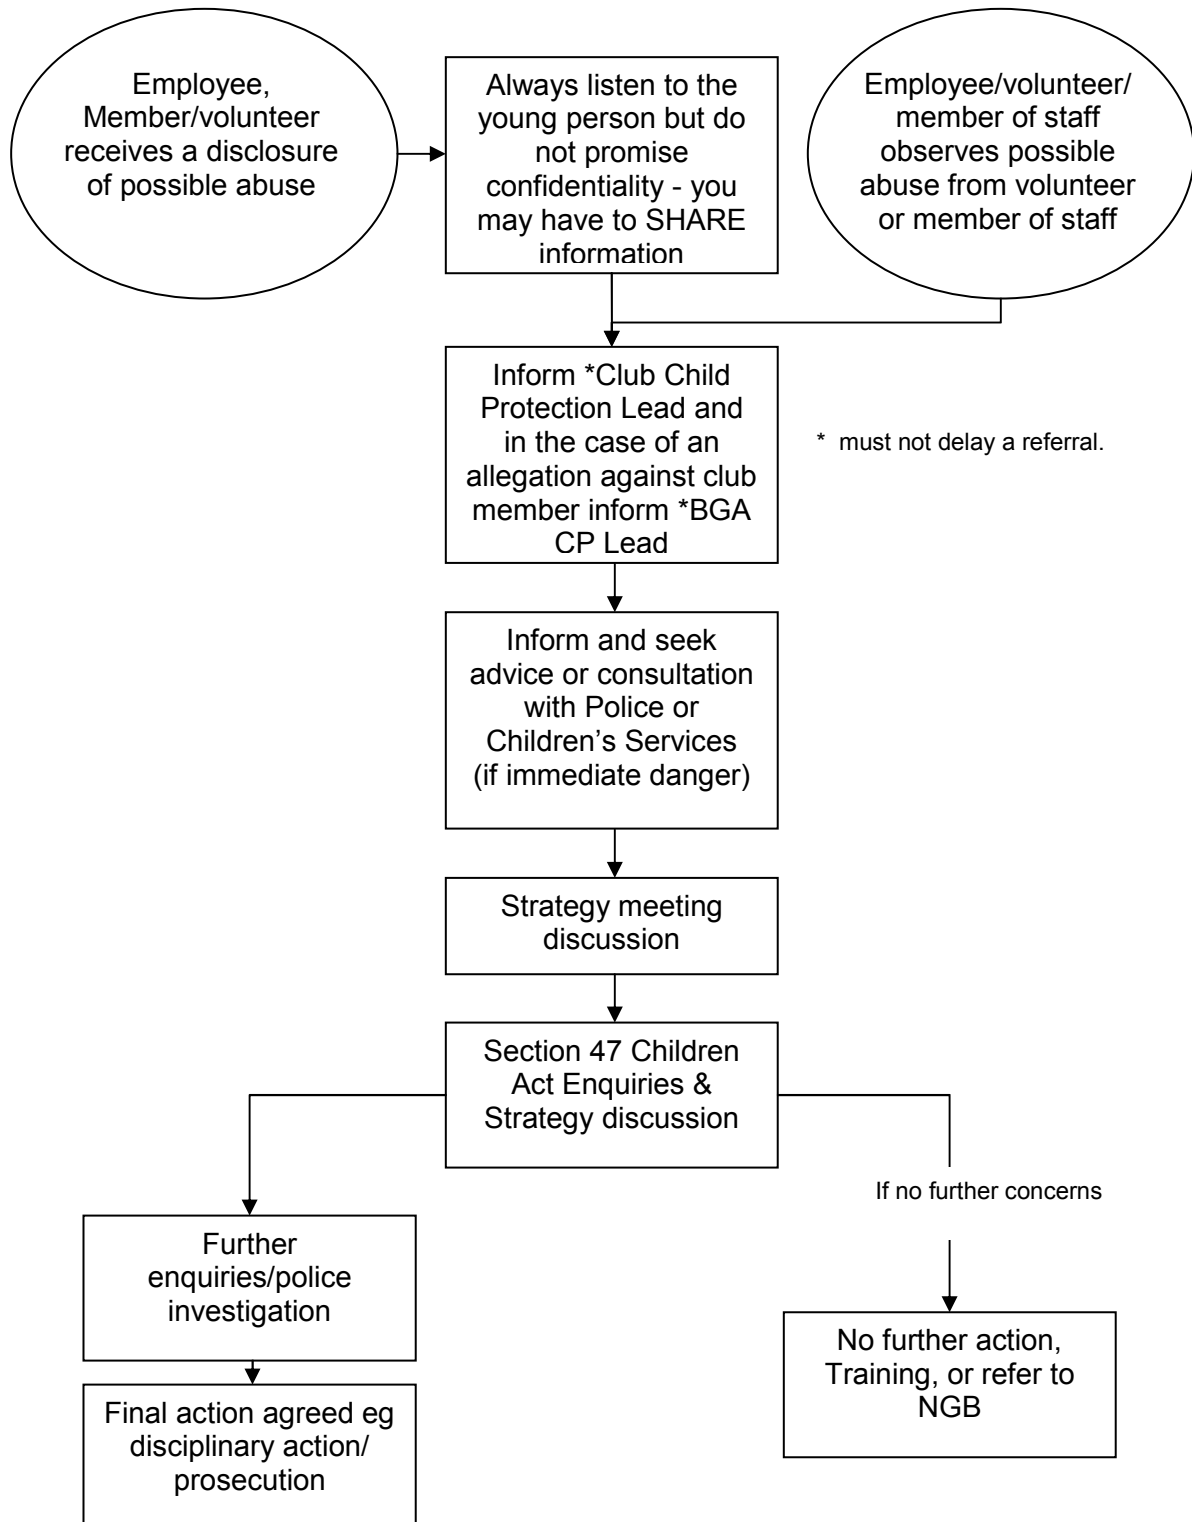 Employee,
Member/volunteer
receives a disclosure
of possible abuse
Always listen to the
young person but do
not promise
confidentiality - you
may have to SHARE
information
Employee/volunteer/
member of staff
observes possible
abuse from volunteer
or member of staff
Inform *Club Child
Protection Lead and
in the case of an
allegation against club
member inform *BGA
CP Lead
* must not delay a referral.
Inform and seek
advice or consultation
with Police or
Children’s Services
(if immediate danger)
Strategy meeting
discussion
Section 47 Children
Act Enquiries &
Strategy discussion
If no further concerns
Further
enquiries/police
investigation
No further action,
Training, or refer to
NGB
Final action agreed eg
disciplinary action/
prosecution